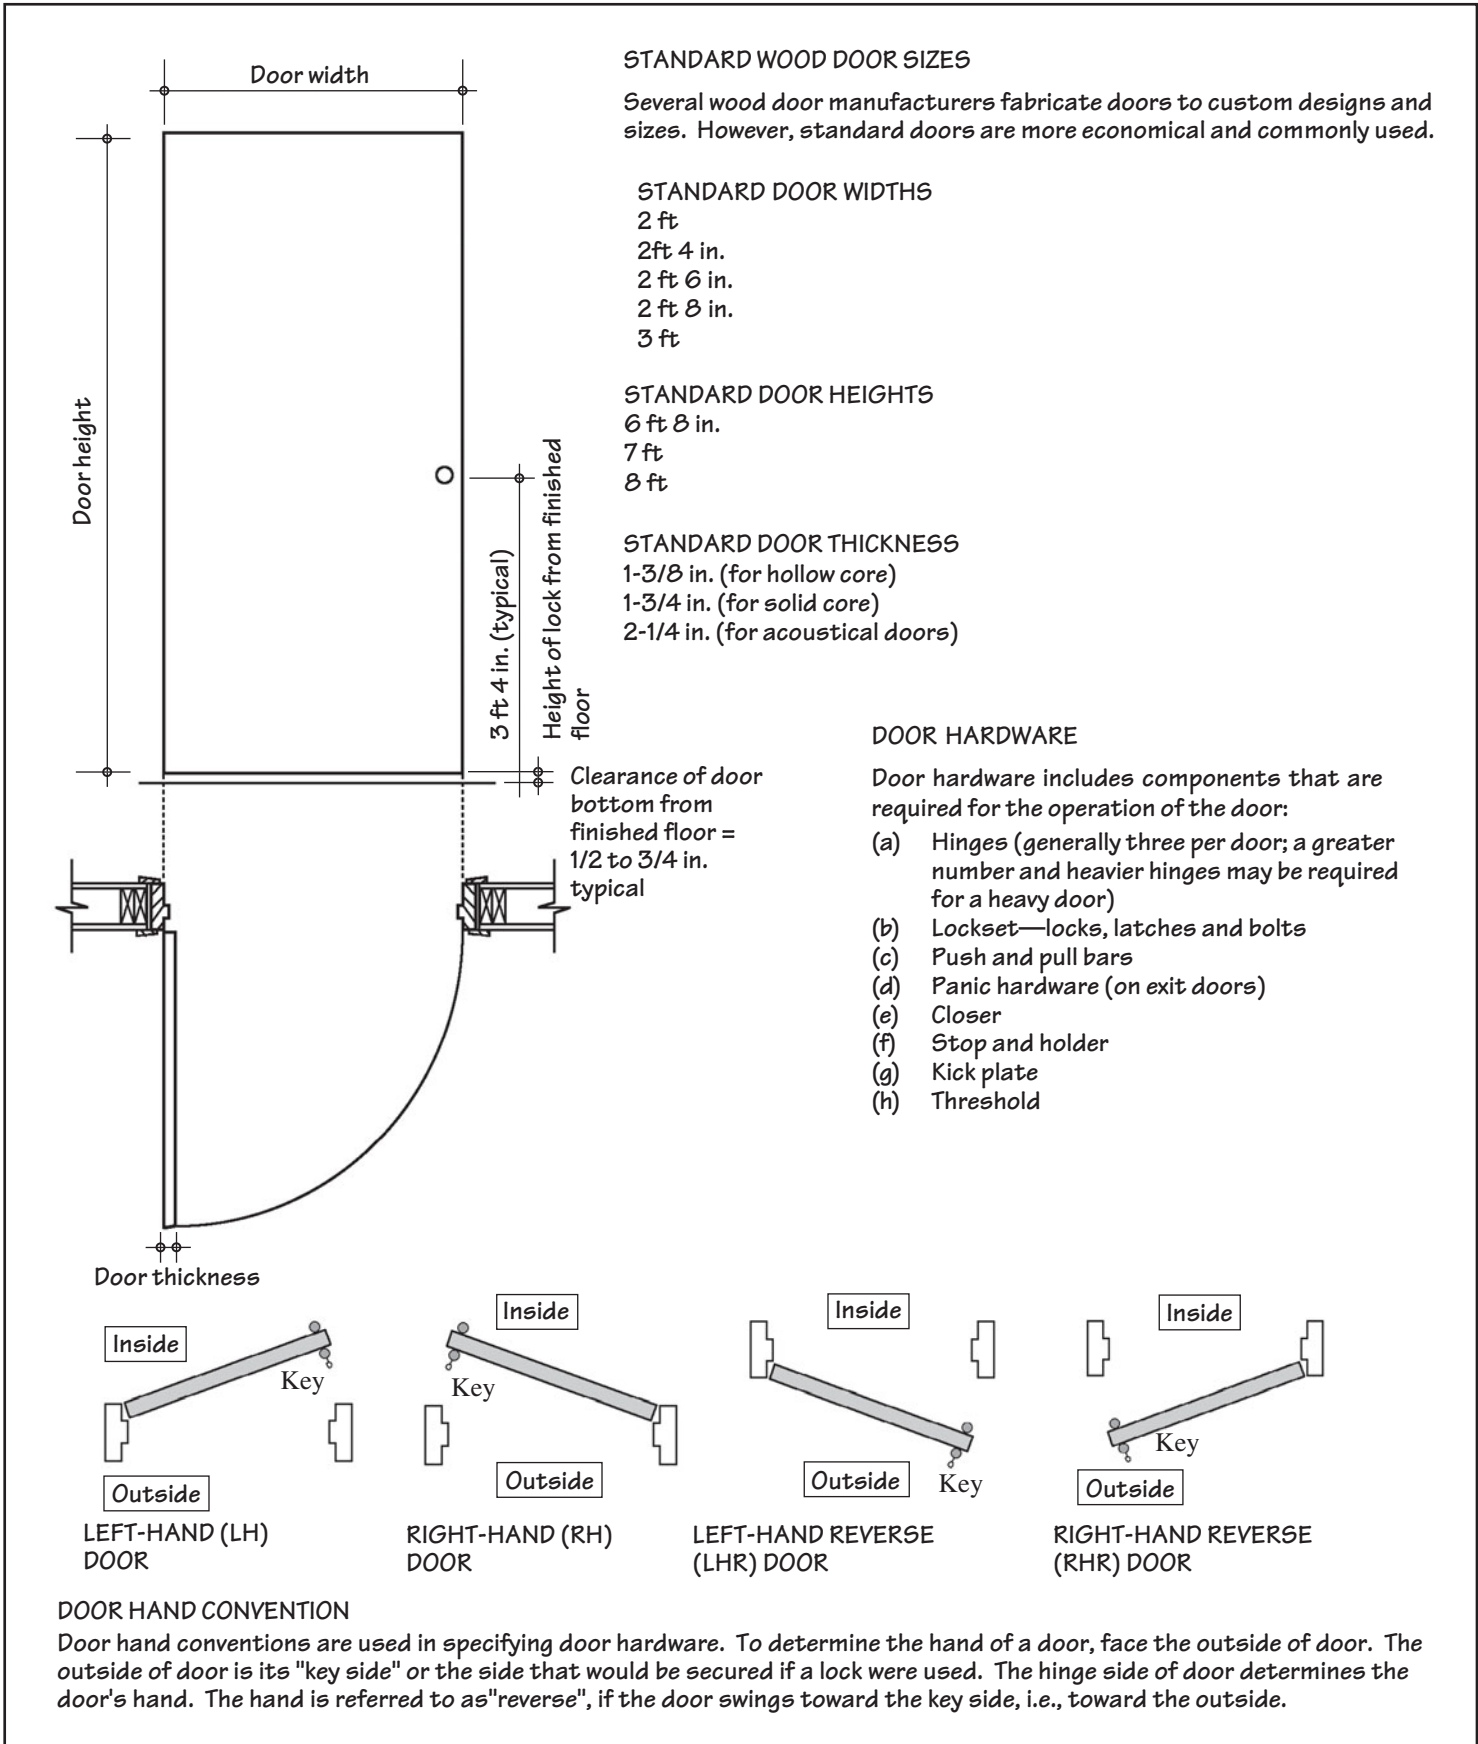 Door width
Door height
3 ft 4 in. (typical)
Height of lock from finished
floor
Clearance of door
bottom from
finished floor =
1/2 to 3/4 in.
typical
Door thickness
STANDARD WOOD DOOR SIZES
Several wood door manufacturers fabricate doors to custom designs and
sizes. However, standard doors are more economical and commonly used.
STANDARD DOOR WIDTHS
2 ft
2ft 4 in.
2 ft 6 in.
2 ft 8 in.
3 ft
STANDARD DOOR HEIGHTS
6 ft 8 in.
7 ft
8 ft
STANDARD DOOR THICKNESS
1-3/8 in. (for hollow core)
1-3/4 in. (for solid core)
2-1/4 in. (for acoustical doors)
DOOR HARDWARE
Door hardware includes components that are
required for the operation of the door:
(a) Hinges (generally three per door; a greater
number and heavier hinges may be required
for a heavy door)
(b) Lockset—locks, latches and bolts
(c) Push and pull bars
(d) Panic hardware (on exit doors)
(e) Closer
(f) Stop and holder
(g) Kick plate
(h) Threshold
Inside
Key
Outside
LEFT-HAND (LH)
DOOR
Inside
Key
Outside
RIGHT-HAND (RH)
DOOR
Inside
Outside
Key
LEFT-HAND REVERSE
(LHR) DOOR
Inside
Key
Outside
RIGHT-HAND REVERSE
(RHR) DOOR
DOOR HAND CONVENTION
Door hand conventions are used in specifying door hardware. To determine the hand of a door, face the outside of door. The
outside of door is its "key side" or the side that would be secured if a lock were used. The hinge side of door determines the
door's hand. The hand is referred to as"reverse", if the door swings toward the key side, i.e., toward the outside.